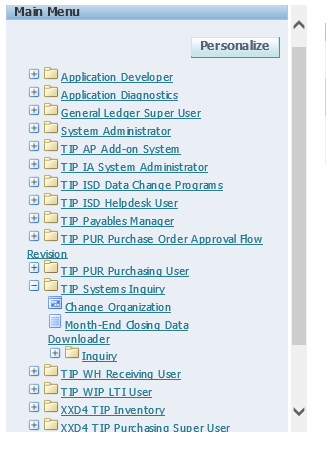 Main Menu
Personalize
Application Developer
Application Diagnostics
General Ledger Super User
System Administrator
TIP AP Add-on System
TIP IA System Administrator
TIP ISD Data Change Programs
TIP ISD Helpdesk User
TIP Payables Manager
TIP PUR Purchase Order Approval Flow
Revision
TIP PUR Purchasing User
TIP Systems Inquiry
Change Organization
Month-End Closing Data
Downloader
Inquiry
TIP WH Receiving User
TIP WIP LTI User
XXD4 TIP Inventory
XXD4 TIP Purchasing Super User